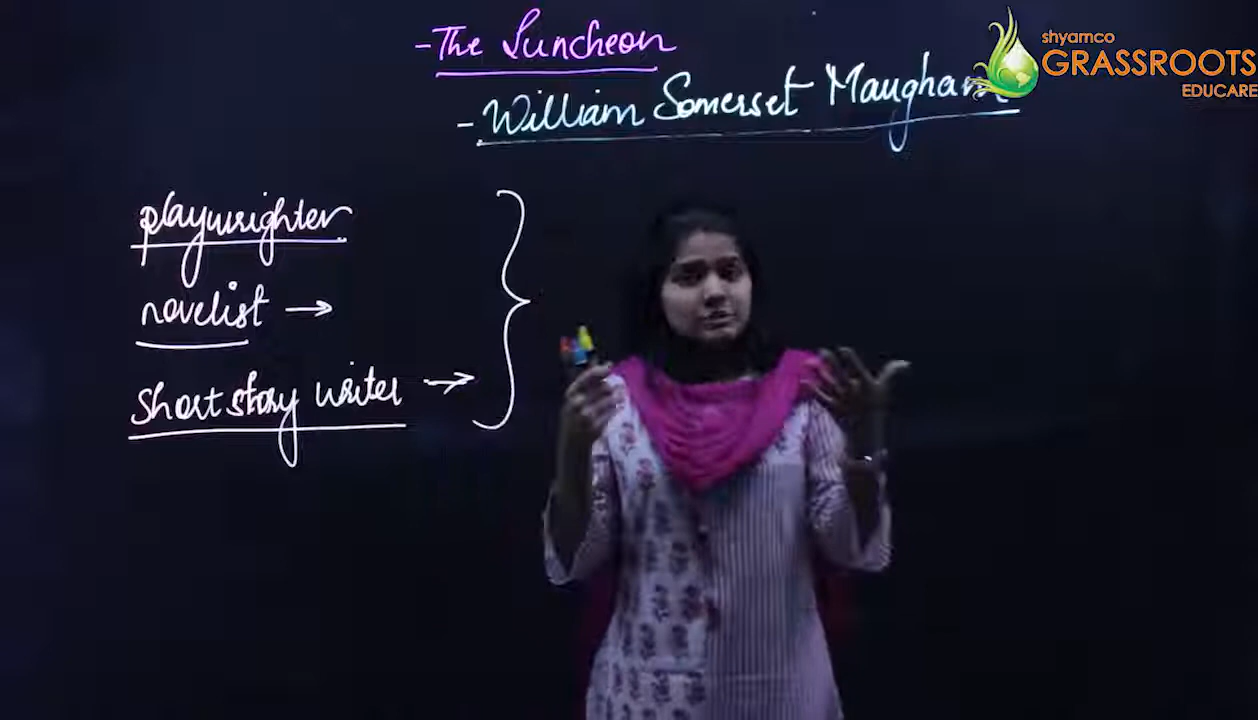 - The Luncheon
- William Somerset Maugham
shyamco
GRASSROOTS
EDUCARE
playwrighter
novelist →
short story writer →